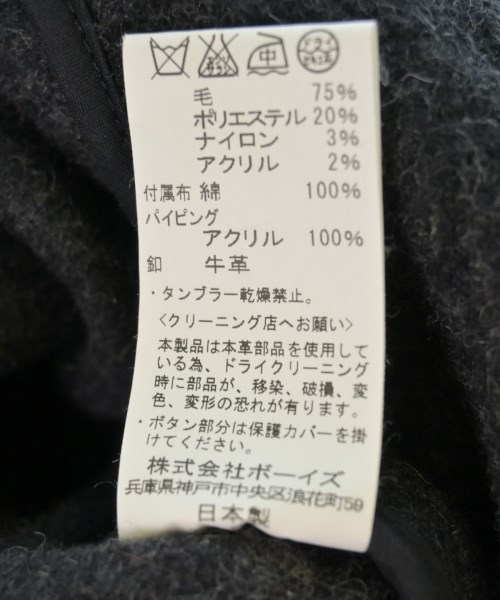 中 ドライ セキユ系
毛 75%
ポリエステル 20%
ナイロン 3%
アクリル 2%
付属布 綿 100%
パイピング
アクリル 100%
釦 牛革
・タンブラー乾燥禁止。
<クリーニング店へお願い>
本製品は本革部品を使用して
いる為、ドライクリーニング
時に部品が、移染、破損、変
色、変形の恐れが有ります。
・ボタン部分は保護カバーを掛
けてください。
株式会社ボーイズ
兵庫県神戸市中央区浪花町59
日本製